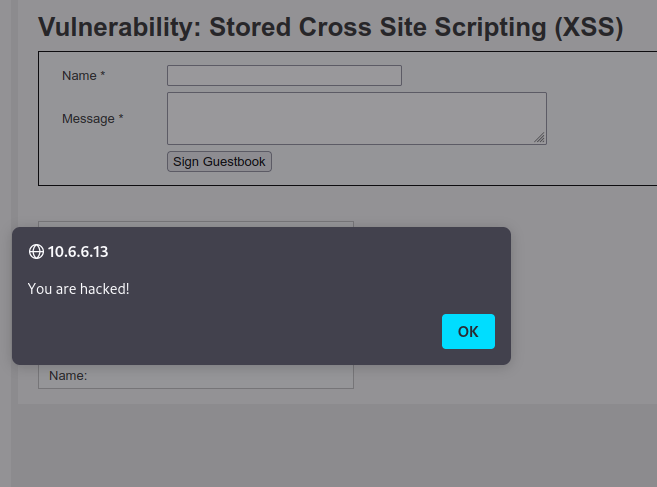 Vulnerability: Stored Cross Site Scripting (XSS)
Name *
Message *
Sign Guestbook
10.6.6.13
You are hacked!
OK
Name: